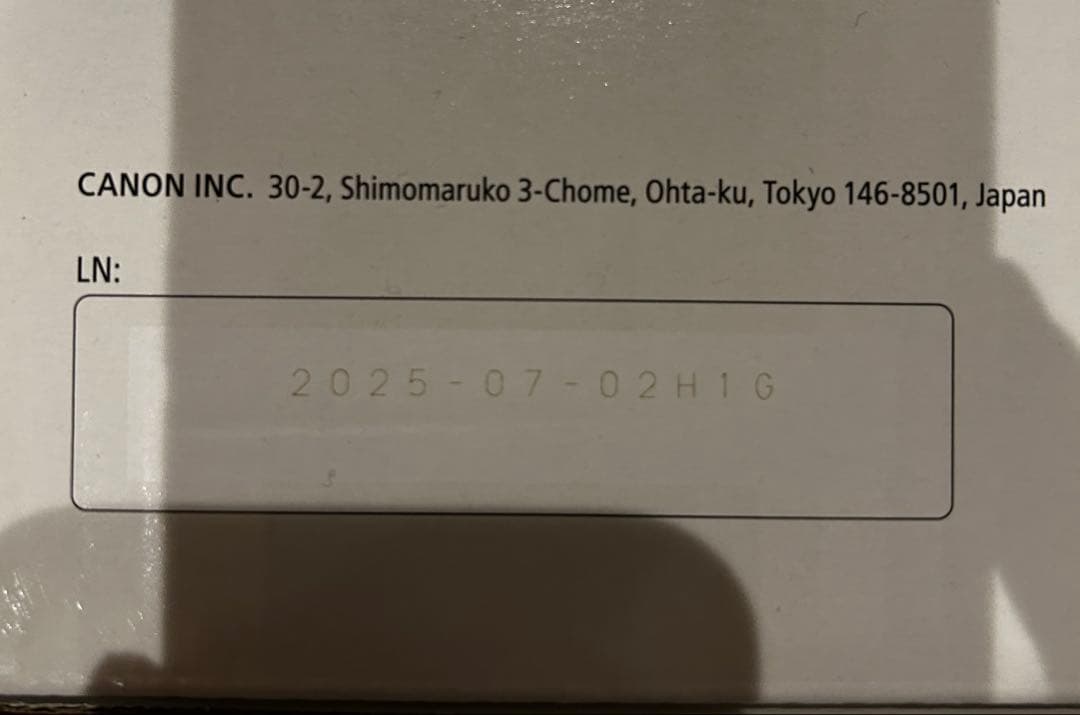 CANON INC. 30-2, Shimomaruko 3-Chome, Ohta-ku, Tokyo 146-8501, Japan
LN:
2025-07-02H1G